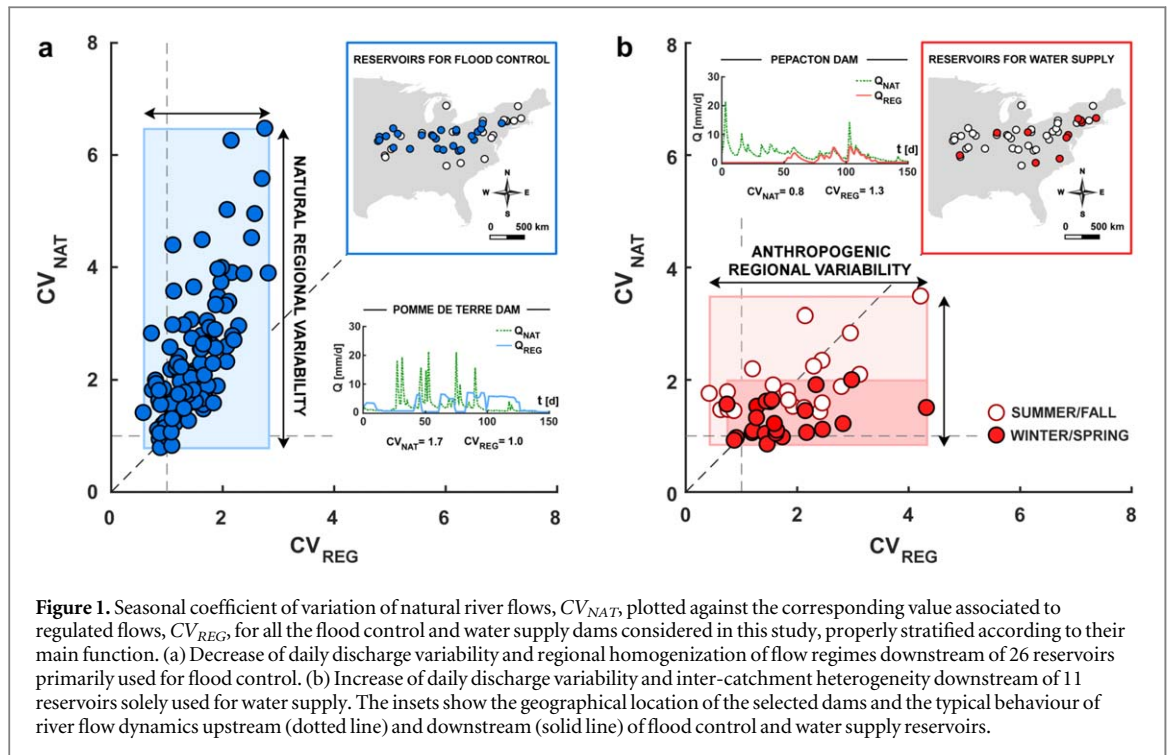 a
8
6
4
2
0
CV_NAT
0 2 4 6 8
CV_REG
NATURAL REGIONAL VARIABILITY
RESERVOIRS FOR FLOOD CONTROL
N
W E
S
0 500 km
POMME DE TERRE DAM
Q_NAT
Q_REG
Q [mm/d]
30
20
10
0
t [d]
0 50 100 150
CV_NAT= 1.7 CV_REG= 1.0
b
8
6
4
2
0
CV_NAT
0 2 4 6 8
CV_REG
PEPACTON DAM
Q_NAT
Q_REG
Q [mm/d]
30
20
10
0
t [d]
0 50 100 150
CV_NAT= 0.8 CV_REG= 1.3
RESERVOIRS FOR WATER SUPPLY
N
W E
S
0 500 km
ANTHROPOGENIC
REGIONAL VARIABILITY
SUMMER/FALL
WINTER/SPRING
Figure 1. Seasonal coefficient of variation of natural river flows, CV_NAT, plotted against the corresponding value associated to
regulated flows, CV_REG, for all the flood control and water supply dams considered in this study, properly stratified according to their
main function. (a) Decrease of daily discharge variability and regional homogenization of flow regimes downstream of 26 reservoirs
primarily used for flood control. (b) Increase of daily discharge variability and inter-catchment heterogeneity downstream of 11
reservoirs solely used for water supply. The insets show the geographical location of the selected dams and the typical behaviour of
river flow dynamics upstream (dotted line) and downstream (solid line) of flood control and water supply reservoirs.